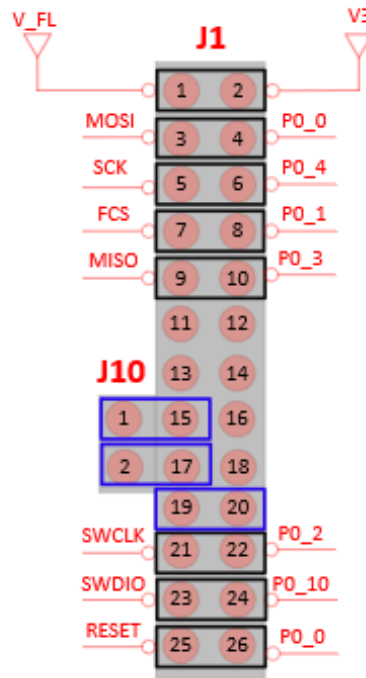 V_FL V3
J1
1 2
MOSI 3 4 P0_0
SCK 5 6 P0_4
FCS 7 8 P0_1
MISO 9 10 P0_3
11 12
J10 13 14
1 15 16
2 17 18
19 20
SWCLK 21 22 P0_2
SWDIO 23 24 P0_10
RESET 25 26 P0_0